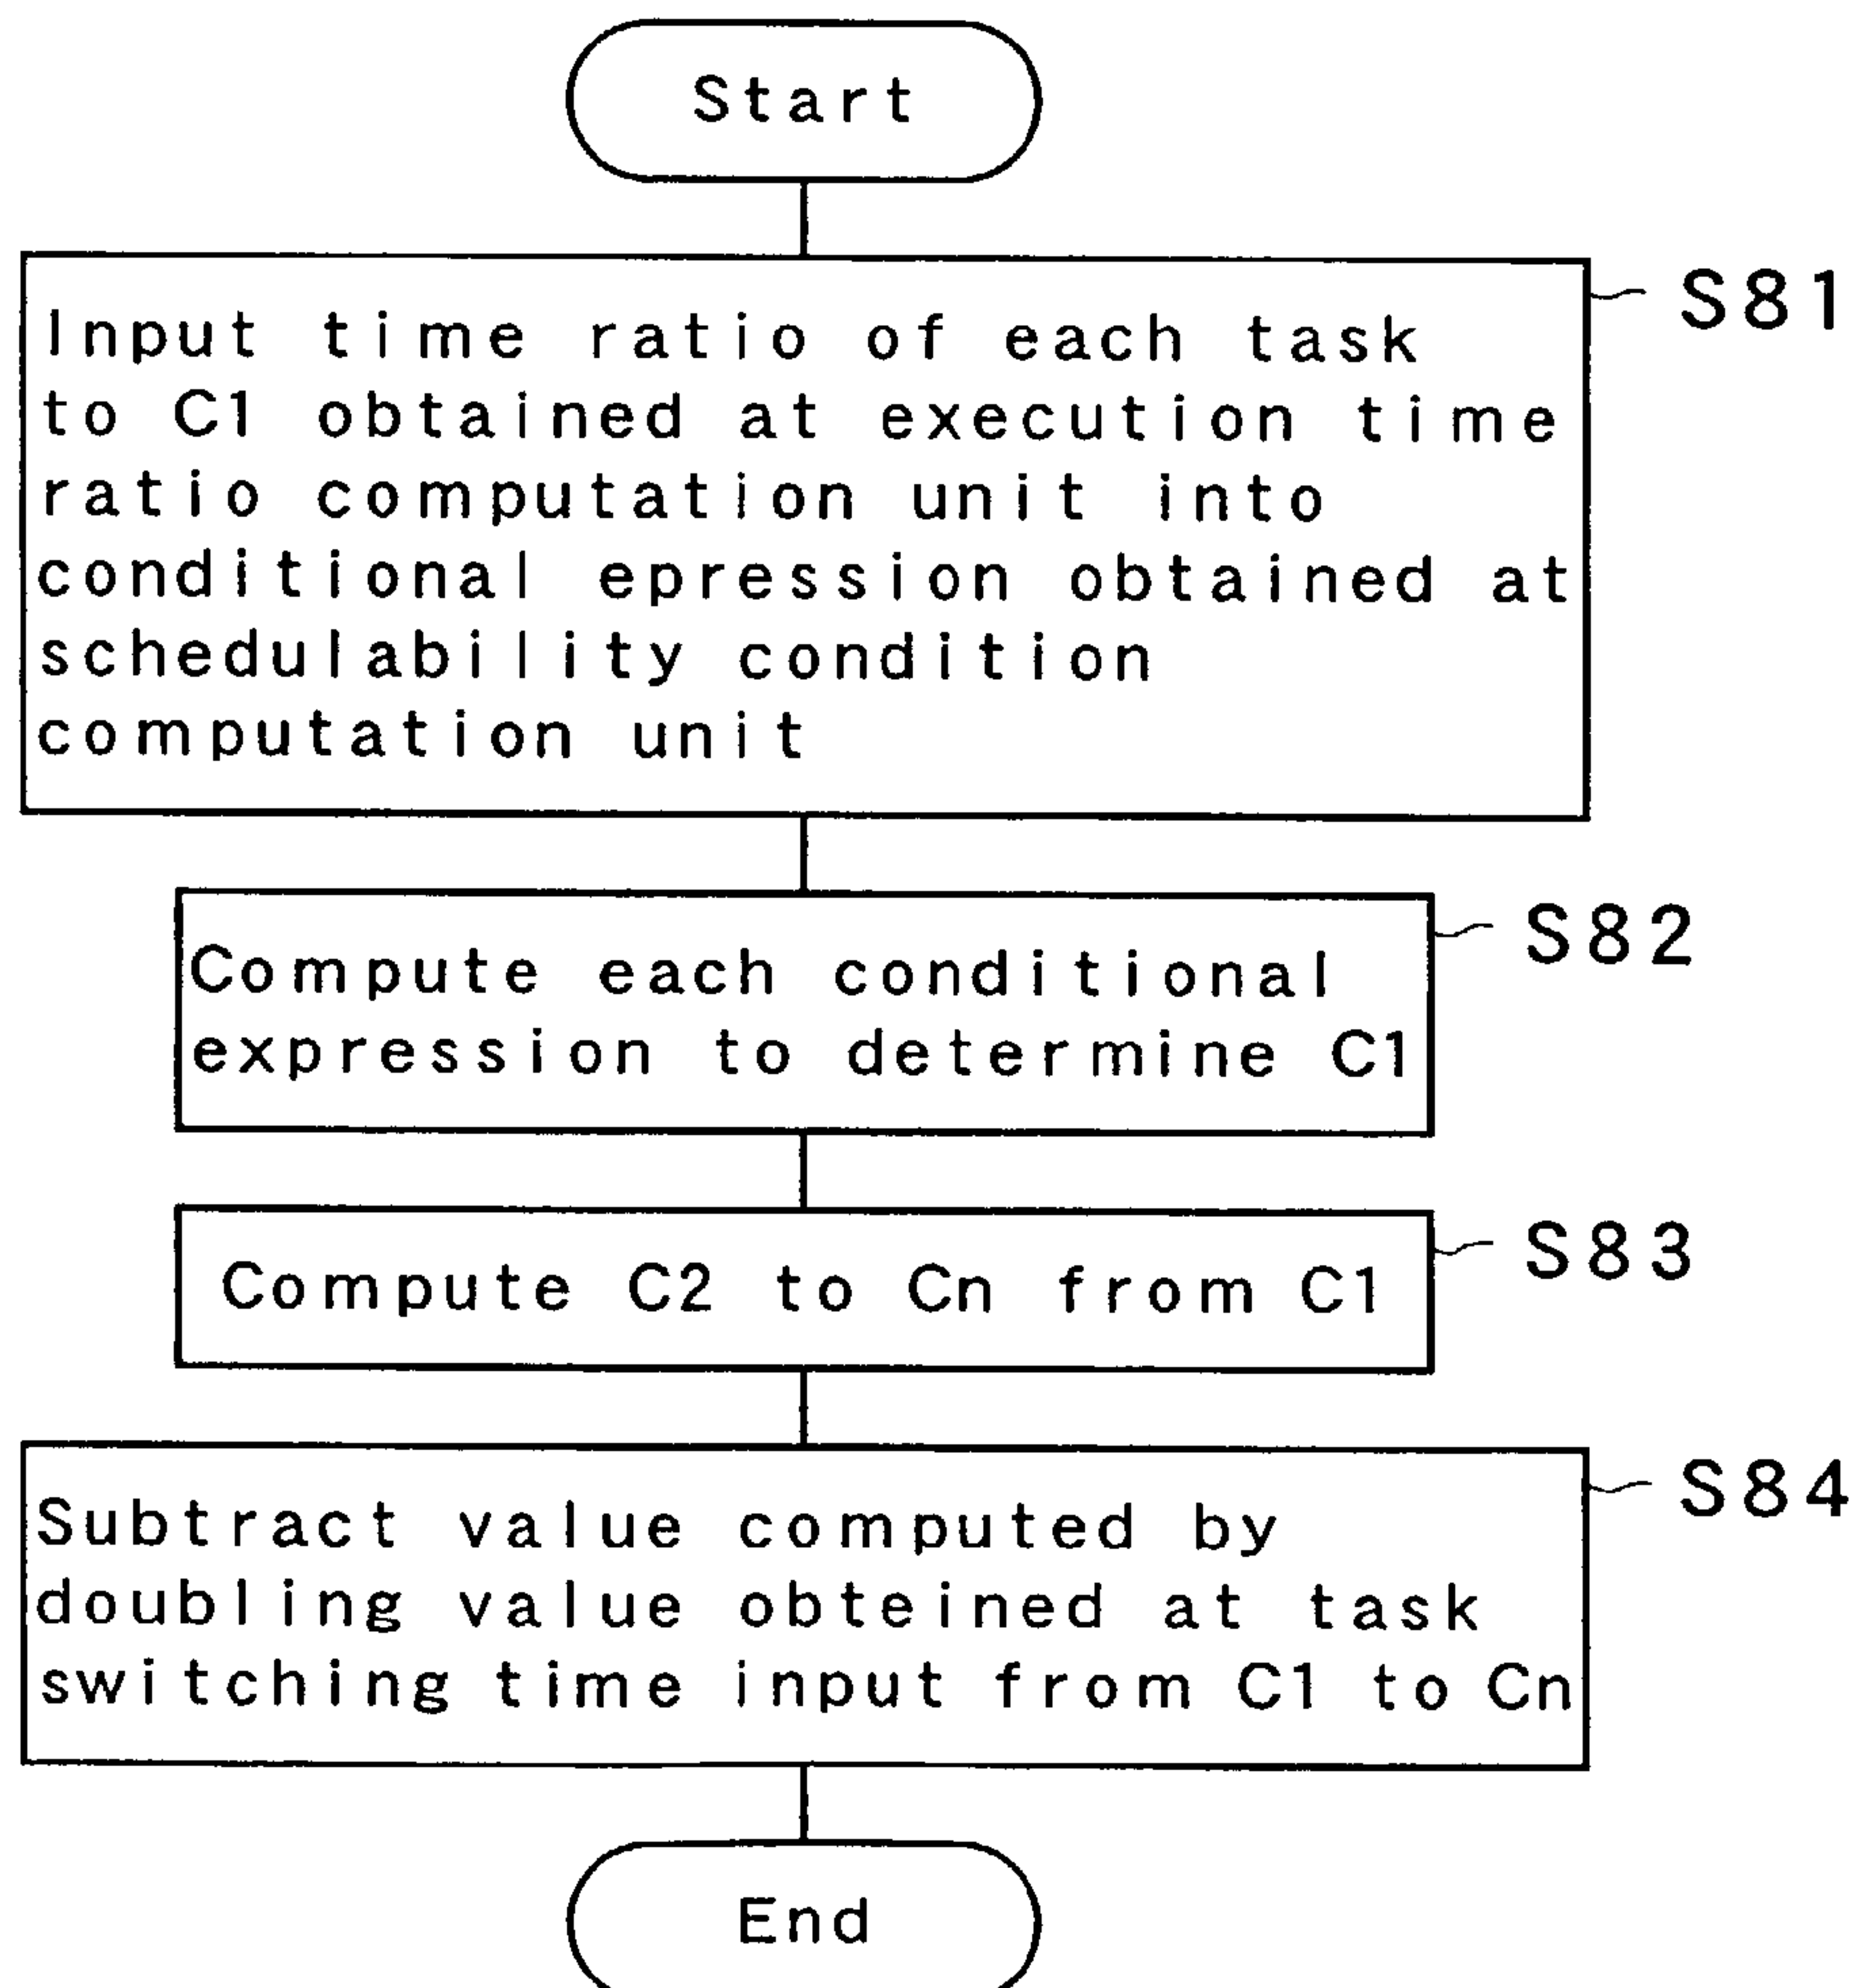 Start
S81
Input time ratio of each task
to C1 obtained at execution time
ratio computation unit into
conditional epression obtained at
schedulability condition
computation unit
S82
Compute each conditional
expression to determine C1
S83
Compute C2 to Cn from C1
S84
Subtract value computed by
doubling value obteined at task
switching time input from C1 to Cn
End